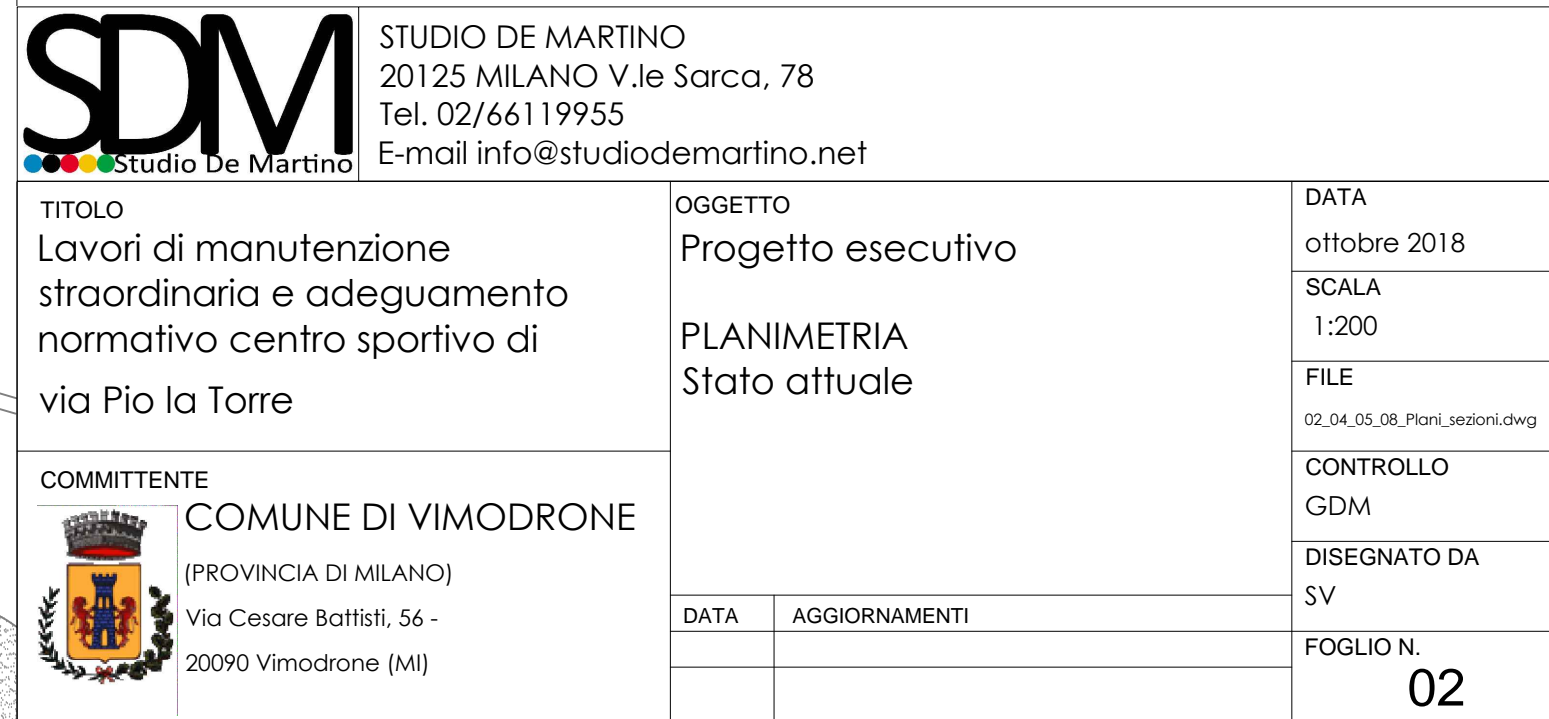 SDM
Studio De Martino
STUDIO DE MARTINO
20125 MILANO V.le Sarca, 78
Tel. 02/66119955
E-mail info@studiodemartino.net
TITOLO
Lavori di manutenzione
straordinaria e adeguamento
normativo centro sportivo di
via Pio la Torre
OGGETTO
Progetto esecutivo
PLANIMETRIA
Stato attuale
DATA
ottobre 2018
SCALA
1:200
FILE
02_04_05_08_Plani_sezioni.dwg
COMMITTENTE
COMUNE DI VIMODRONE
(PROVINCIA DI MILANO)
Via Cesare Battisti, 56 -
20090 Vimodrone (MI)
DATA AGGIORNAMENTI
CONTROLLO
GDM
DISEGNATO DA
SV
FOGLIO N.
02